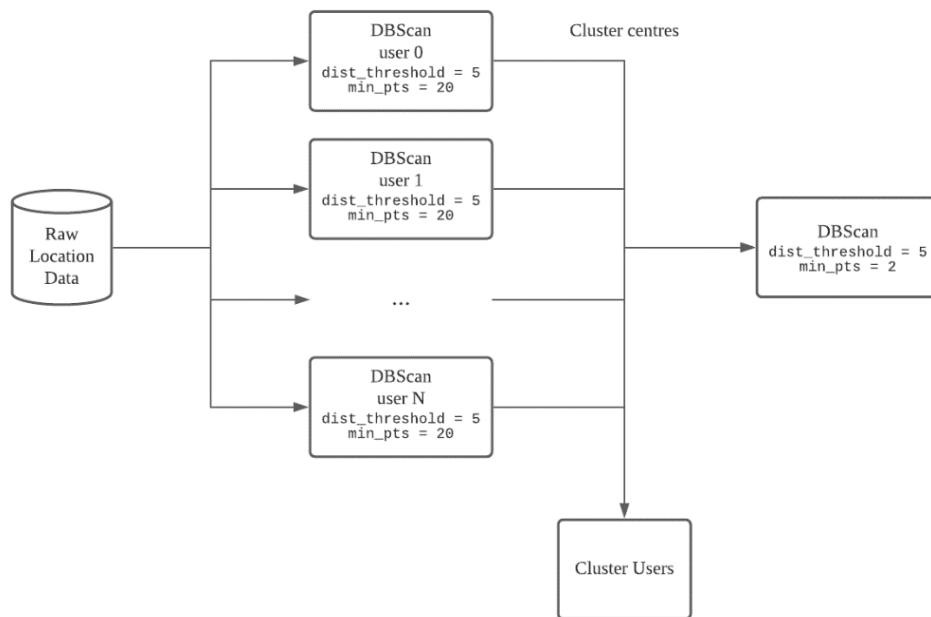 DBScan
user 0
dist_threshold = 5
min_pts = 20
Cluster centres
DBScan
user 1
dist_threshold = 5
min_pts = 20
Raw
Location
Data
DBScan
dist_threshold = 5
min_pts = 2
...
DBScan
user N
dist_threshold = 5
min_pts = 20
Cluster Users